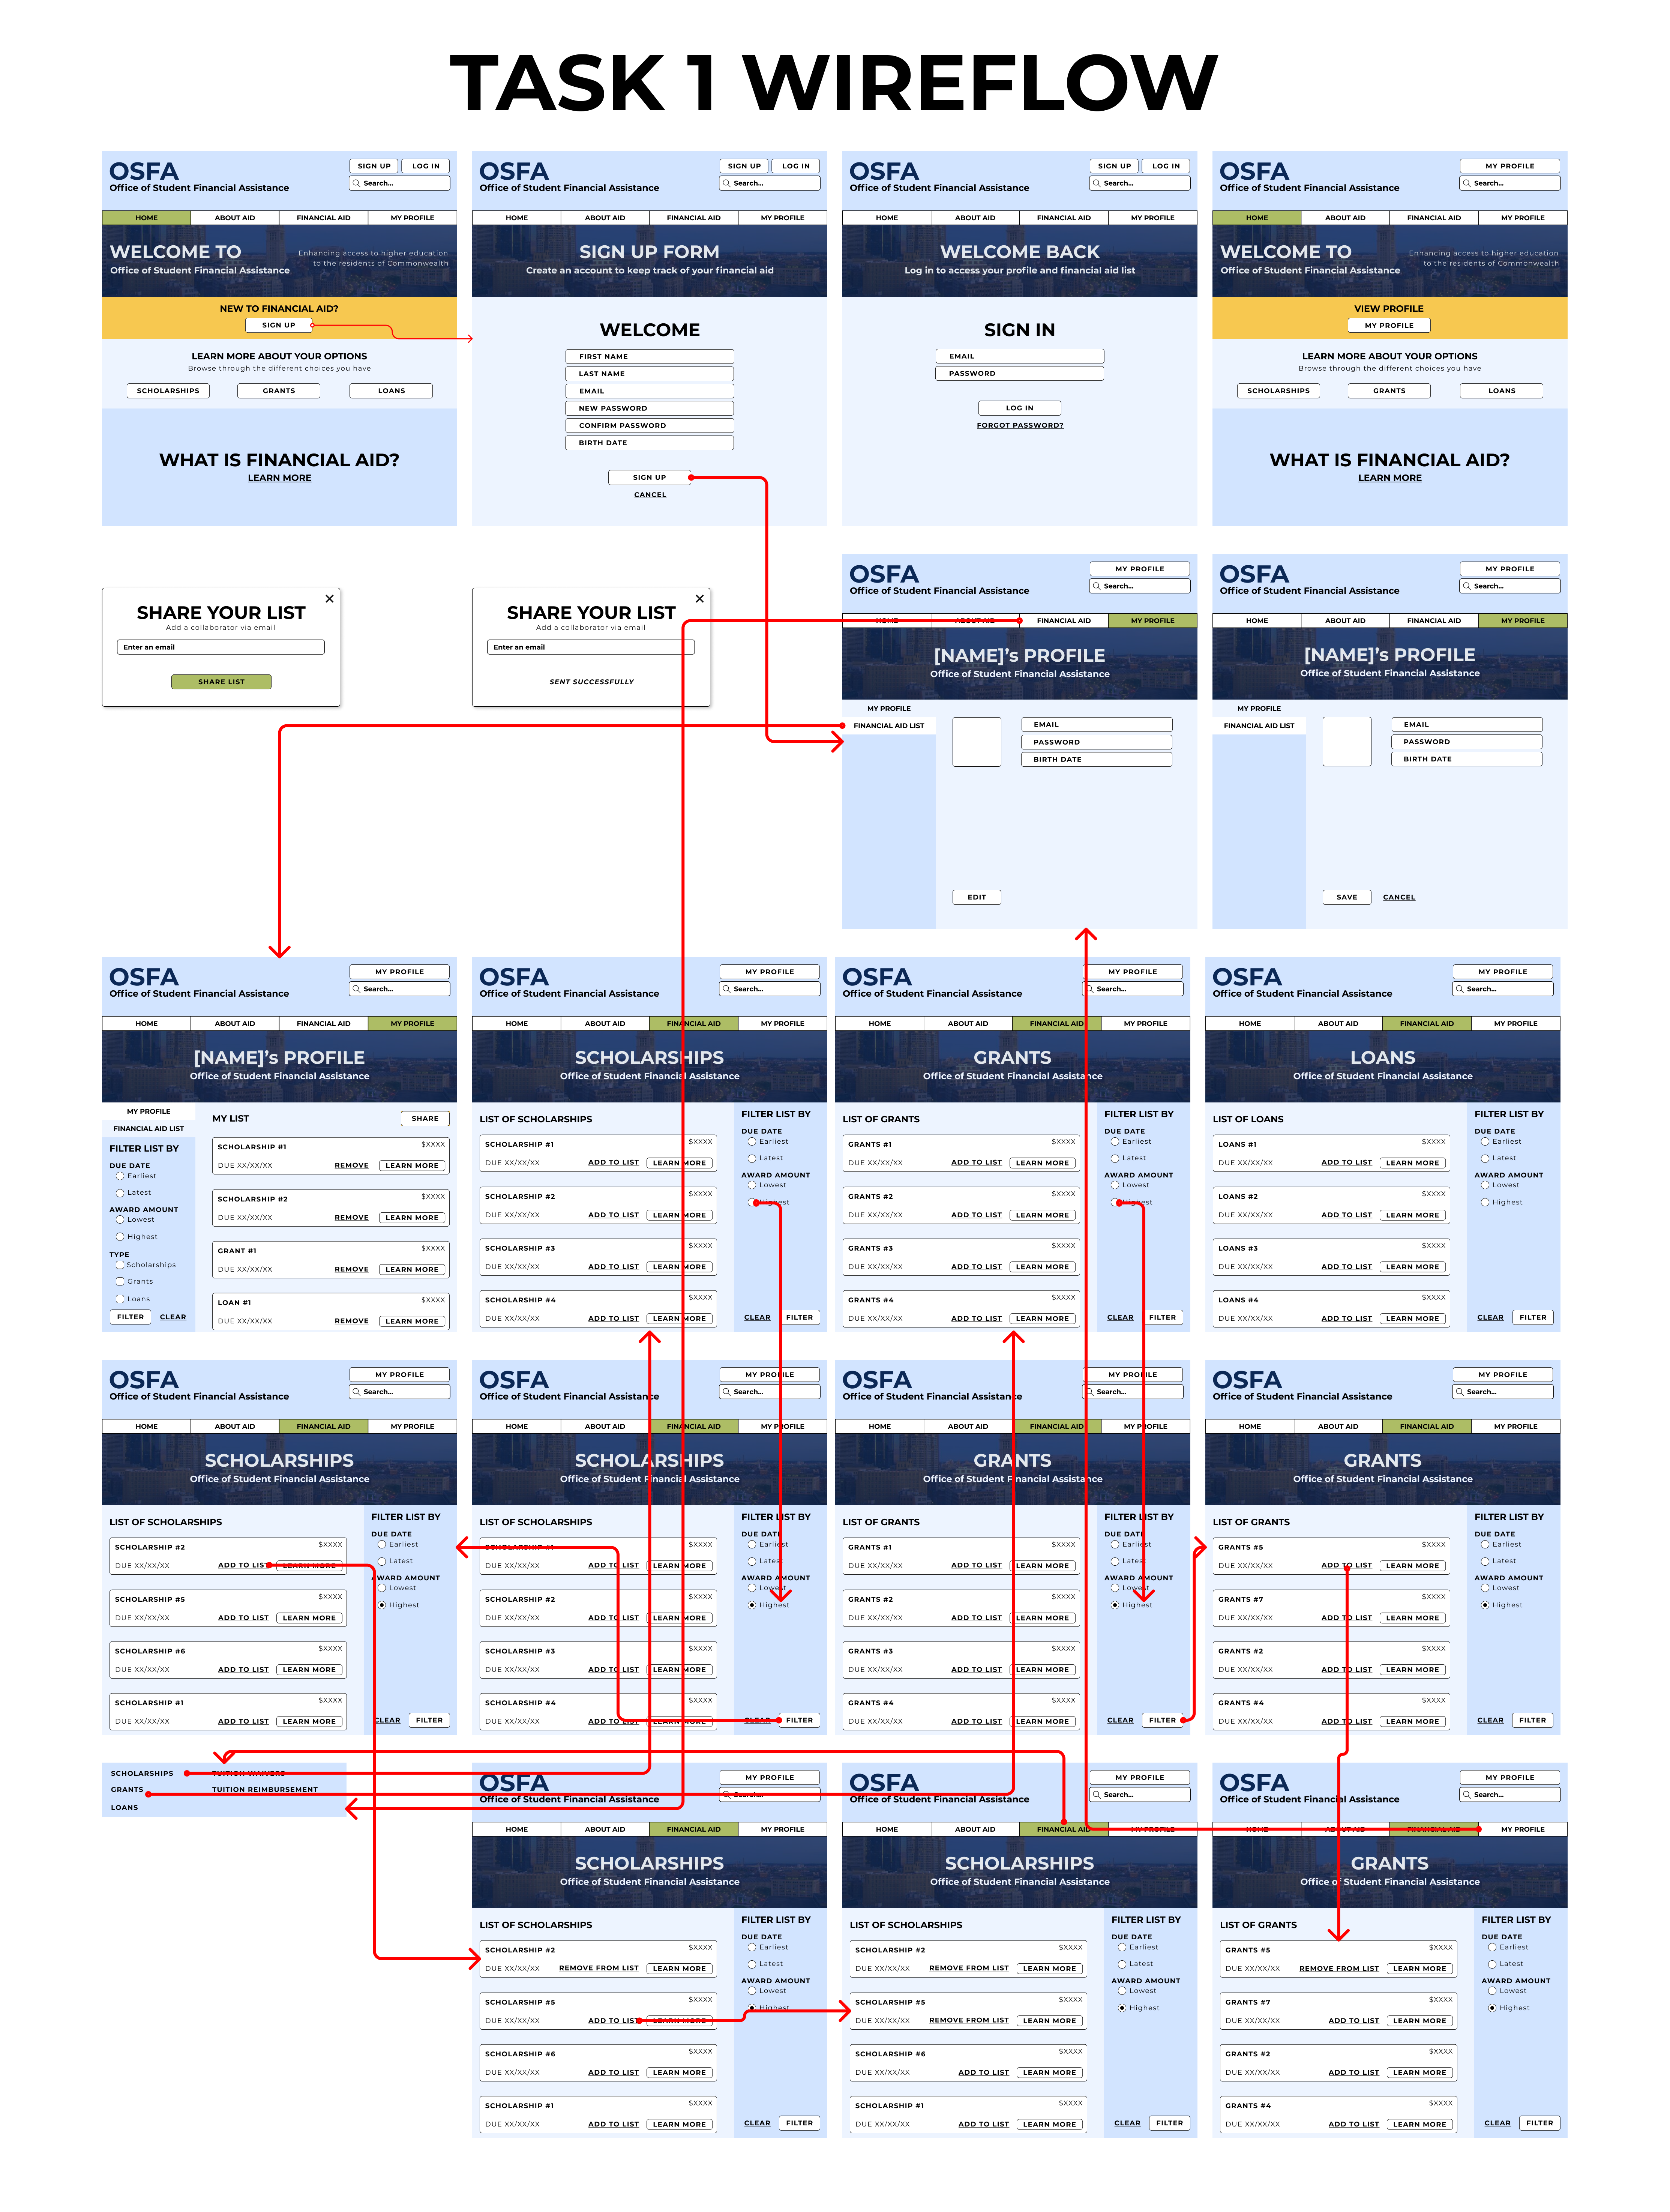 TASK 1 WIREFLOW
OSFA
Office of Student Financial Assistance
SIGN UP
LOG IN
Search...
HOME
ABOUT AID
FINANCIAL AID
MY PROFILE
WELCOME TO
Office of Student Financial Assistance
Enhancing access to higher education
to the residents of Commonwealth
NEW TO FINANCIAL AID?
SIGN UP
LEARN MORE ABOUT YOUR OPTIONS
Browse through the different choices you have
SCHOLARSHIPS
GRANTS
LOANS
WHAT IS FINANCIAL AID?
LEARN MORE
OSFA
Office of Student Financial Assistance
SIGN UP
LOG IN
Search...
HOME
ABOUT AID
FINANCIAL AID
MY PROFILE
SIGN UP FORM
Create an account to keep track of your financial aid
WELCOME
FIRST NAME
LAST NAME
EMAIL
NEW PASSWORD
CONFIRM PASSWORD
BIRTH DATE
SIGN UP
CANCEL
OSFA
Office of Student Financial Assistance
SIGN UP
LOG IN
Search...
HOME
ABOUT AID
FINANCIAL AID
MY PROFILE
WELCOME BACK
Log in to access your profile and financial aid list
SIGN IN
EMAIL
PASSWORD
LOG IN
FORGOT PASSWORD?
OSFA
Office of Student Financial Assistance
MY PROFILE
Search...
HOME
ABOUT AID
FINANCIAL AID
MY PROFILE
WELCOME TO
Office of Student Financial Assistance
Enhancing access to higher education
to the residents of Commonwealth
VIEW PROFILE
MY PROFILE
LEARN MORE ABOUT YOUR OPTIONS
Browse through the different choices you have
SCHOLARSHIPS
GRANTS
LOANS
WHAT IS FINANCIAL AID?
LEARN MORE
SHARE YOUR LIST
Add a collaborator via email
Enter an email
SHARE LIST
SHARE YOUR LIST
Add a collaborator via email
Enter an email
SENT SUCCESSFULLY
OSFA
Office of Student Financial Assistance
MY PROFILE
Search...
HOME
ABOUT AID
FINANCIAL AID
MY PROFILE
[NAME]'s PROFILE
Office of Student Financial Assistance
MY PROFILE
FINANCIAL AID LIST
EMAIL
PASSWORD
BIRTH DATE
EDIT
OSFA
Office of Student Financial Assistance
MY PROFILE
Search...
HOME
ABOUT AID
FINANCIAL AID
MY PROFILE
[NAME]'s PROFILE
Office of Student Financial Assistance
MY PROFILE
FINANCIAL AID LIST
EMAIL
PASSWORD
BIRTH DATE
SAVE
CANCEL
OSFA
Office of Student Financial Assistance
MY PROFILE
Search...
HOME
ABOUT AID
FINANCIAL AID
MY PROFILE
[NAME]'s PROFILE
Office of Student Financial Assistance
MY PROFILE
FINANCIAL AID LIST
FILTER LIST BY
DUE DATE
Earliest
Latest
AWARD AMOUNT
Lowest
Highest
TYPE
Scholarships
Grants
Loans
FILTER
CLEAR
MY LIST
SHARE
SCHOLARSHIP #1 $XXXX
DUE XX/XX/XX REMOVE LEARN MORE
SCHOLARSHIP #2 $XXXX
DUE XX/XX/XX REMOVE LEARN MORE
GRANT #1 $XXXX
DUE XX/XX/XX REMOVE LEARN MORE
LOAN #1 $XXXX
DUE XX/XX/XX REMOVE LEARN MORE
OSFA
Office of Student Financial Assistance
MY PROFILE
Search...
HOME
ABOUT AID
FINANCIAL AID
MY PROFILE
SCHOLARSHIPS
Office of Student Financial Assistance
LIST OF SCHOLARSHIPS
SCHOLARSHIP #1 $XXXX
DUE XX/XX/XX ADD TO LIST LEARN MORE
SCHOLARSHIP #2 $XXXX
DUE XX/XX/XX ADD TO LIST LEARN MORE
SCHOLARSHIP #3 $XXXX
DUE XX/XX/XX ADD TO LIST LEARN MORE
SCHOLARSHIP #4 $XXXX
DUE XX/XX/XX ADD TO LIST LEARN MORE
FILTER LIST BY
DUE DATE
Earliest
Latest
AWARD AMOUNT
Lowest
Highest
CLEAR
FILTER
OSFA
Office of Student Financial Assistance
MY PROFILE
Search...
HOME
ABOUT AID
FINANCIAL AID
MY PROFILE
GRANTS
Office of Student Financial Assistance
LIST OF GRANTS
GRANTS #1 $XXXX
DUE XX/XX/XX ADD TO LIST LEARN MORE
GRANTS #2 $XXXX
DUE XX/XX/XX ADD TO LIST LEARN MORE
GRANTS #3 $XXXX
DUE XX/XX/XX ADD TO LIST LEARN MORE
GRANTS #4 $XXXX
DUE XX/XX/XX ADD TO LIST LEARN MORE
FILTER LIST BY
DUE DATE
Earliest
Latest
AWARD AMOUNT
Lowest
Highest
CLEAR
FILTER
OSFA
Office of Student Financial Assistance
MY PROFILE
Search...
HOME
ABOUT AID
FINANCIAL AID
MY PROFILE
LOANS
Office of Student Financial Assistance
LIST OF LOANS
LOANS #1 $XXXX
DUE XX/XX/XX ADD TO LIST LEARN MORE
LOANS #2 $XXXX
DUE XX/XX/XX ADD TO LIST LEARN MORE
LOANS #3 $XXXX
DUE XX/XX/XX ADD TO LIST LEARN MORE
LOANS #4 $XXXX
DUE XX/XX/XX ADD TO LIST LEARN MORE
FILTER LIST BY
DUE DATE
Earliest
Latest
AWARD AMOUNT
Lowest
Highest
CLEAR
FILTER
OSFA
Office of Student Financial Assistance
MY PROFILE
Search...
HOME
ABOUT AID
FINANCIAL AID
MY PROFILE
SCHOLARSHIPS
Office of Student Financial Assistance
LIST OF SCHOLARSHIPS
SCHOLARSHIP #2 $XXXX
DUE XX/XX/XX ADD TO LIST LEARN MORE
SCHOLARSHIP #5 $XXXX
DUE XX/XX/XX ADD TO LIST LEARN MORE
SCHOLARSHIP #6 $XXXX
DUE XX/XX/XX ADD TO LIST LEARN MORE
SCHOLARSHIP #1 $XXXX
DUE XX/XX/XX ADD TO LIST LEARN MORE
FILTER LIST BY
DUE DATE
Earliest
Latest
AWARD AMOUNT
Lowest
Highest
CLEAR
FILTER
OSFA
Office of Student Financial Assistance
MY PROFILE
Search...
HOME
ABOUT AID
FINANCIAL AID
MY PROFILE
SCHOLARSHIPS
Office of Student Financial Assistance
LIST OF SCHOLARSHIPS
SCHOLARSHIP #1 $XXXX
DUE XX/XX/XX ADD TO LIST LEARN MORE
SCHOLARSHIP #2 $XXXX
DUE XX/XX/XX ADD TO LIST LEARN MORE
SCHOLARSHIP #3 $XXXX
DUE XX/XX/XX ADD TO LIST LEARN MORE
SCHOLARSHIP #4 $XXXX
DUE XX/XX/XX ADD TO LIST LEARN MORE
FILTER LIST BY
DUE DATE
Earliest
Latest
AWARD AMOUNT
Lowest
Highest
CLEAR
FILTER
OSFA
Office of Student Financial Assistance
MY PROFILE
Search...
HOME
ABOUT AID
FINANCIAL AID
MY PROFILE
GRANTS
Office of Student Financial Assistance
LIST OF GRANTS
GRANTS #1 $XXXX
DUE XX/XX/XX ADD TO LIST LEARN MORE
GRANTS #2 $XXXX
DUE XX/XX/XX ADD TO LIST LEARN MORE
GRANTS #3 $XXXX
DUE XX/XX/XX ADD TO LIST LEARN MORE
GRANTS #4 $XXXX
DUE XX/XX/XX ADD TO LIST LEARN MORE
FILTER LIST BY
DUE DATE
Earliest
Latest
AWARD AMOUNT
Lowest
Highest
CLEAR
FILTER
OSFA
Office of Student Financial Assistance
MY PROFILE
Search...
HOME
ABOUT AID
FINANCIAL AID
MY PROFILE
GRANTS
Office of Student Financial Assistance
LIST OF GRANTS
GRANTS #5 $XXXX
DUE XX/XX/XX ADD TO LIST LEARN MORE
GRANTS #7 $XXXX
DUE XX/XX/XX ADD TO LIST LEARN MORE
GRANTS #2 $XXXX
DUE XX/XX/XX ADD TO LIST LEARN MORE
GRANTS #4 $XXXX
DUE XX/XX/XX ADD TO LIST LEARN MORE
FILTER LIST BY
DUE DATE
Earliest
Latest
AWARD AMOUNT
Lowest
Highest
CLEAR
FILTER
SCHOLARSHIPS
TUITION WAIVERS
GRANTS
TUITION REIMBURSEMENT
LOANS
OSFA
Office of Student Financial Assistance
MY PROFILE
Search...
HOME
ABOUT AID
FINANCIAL AID
MY PROFILE
SCHOLARSHIPS
Office of Student Financial Assistance
LIST OF SCHOLARSHIPS
SCHOLARSHIP #2 $XXXX
DUE XX/XX/XX REMOVE FROM LIST LEARN MORE
SCHOLARSHIP #5 $XXXX
DUE XX/XX/XX ADD TO LIST LEARN MORE
SCHOLARSHIP #6 $XXXX
DUE XX/XX/XX ADD TO LIST LEARN MORE
SCHOLARSHIP #1 $XXXX
DUE XX/XX/XX ADD TO LIST LEARN MORE
FILTER LIST BY
DUE DATE
Earliest
Latest
AWARD AMOUNT
Lowest
Highest
CLEAR
FILTER
OSFA
Office of Student Financial Assistance
MY PROFILE
Search...
HOME
ABOUT AID
FINANCIAL AID
MY PROFILE
SCHOLARSHIPS
Office of Student Financial Assistance
LIST OF SCHOLARSHIPS
SCHOLARSHIP #2 $XXXX
DUE XX/XX/XX REMOVE FROM LIST LEARN MORE
SCHOLARSHIP #5 $XXXX
DUE XX/XX/XX REMOVE FROM LIST LEARN MORE
SCHOLARSHIP #6 $XXXX
DUE XX/XX/XX ADD TO LIST LEARN MORE
SCHOLARSHIP #1 $XXXX
DUE XX/XX/XX ADD TO LIST LEARN MORE
FILTER LIST BY
DUE DATE
Earliest
Latest
AWARD AMOUNT
Lowest
Highest
CLEAR
FILTER
OSFA
Office of Student Financial Assistance
MY PROFILE
Search...
HOME
ABOUT AID
FINANCIAL AID
MY PROFILE
GRANTS
Office of Student Financial Assistance
LIST OF GRANTS
GRANTS #5 $XXXX
DUE XX/XX/XX REMOVE FROM LIST LEARN MORE
GRANTS #7 $XXXX
DUE XX/XX/XX ADD TO LIST LEARN MORE
GRANTS #2 $XXXX
DUE XX/XX/XX ADD TO LIST LEARN MORE
GRANTS #4 $XXXX
DUE XX/XX/XX ADD TO LIST LEARN MORE
FILTER LIST BY
DUE DATE
Earliest
Latest
AWARD AMOUNT
Lowest
Highest
CLEAR
FILTER